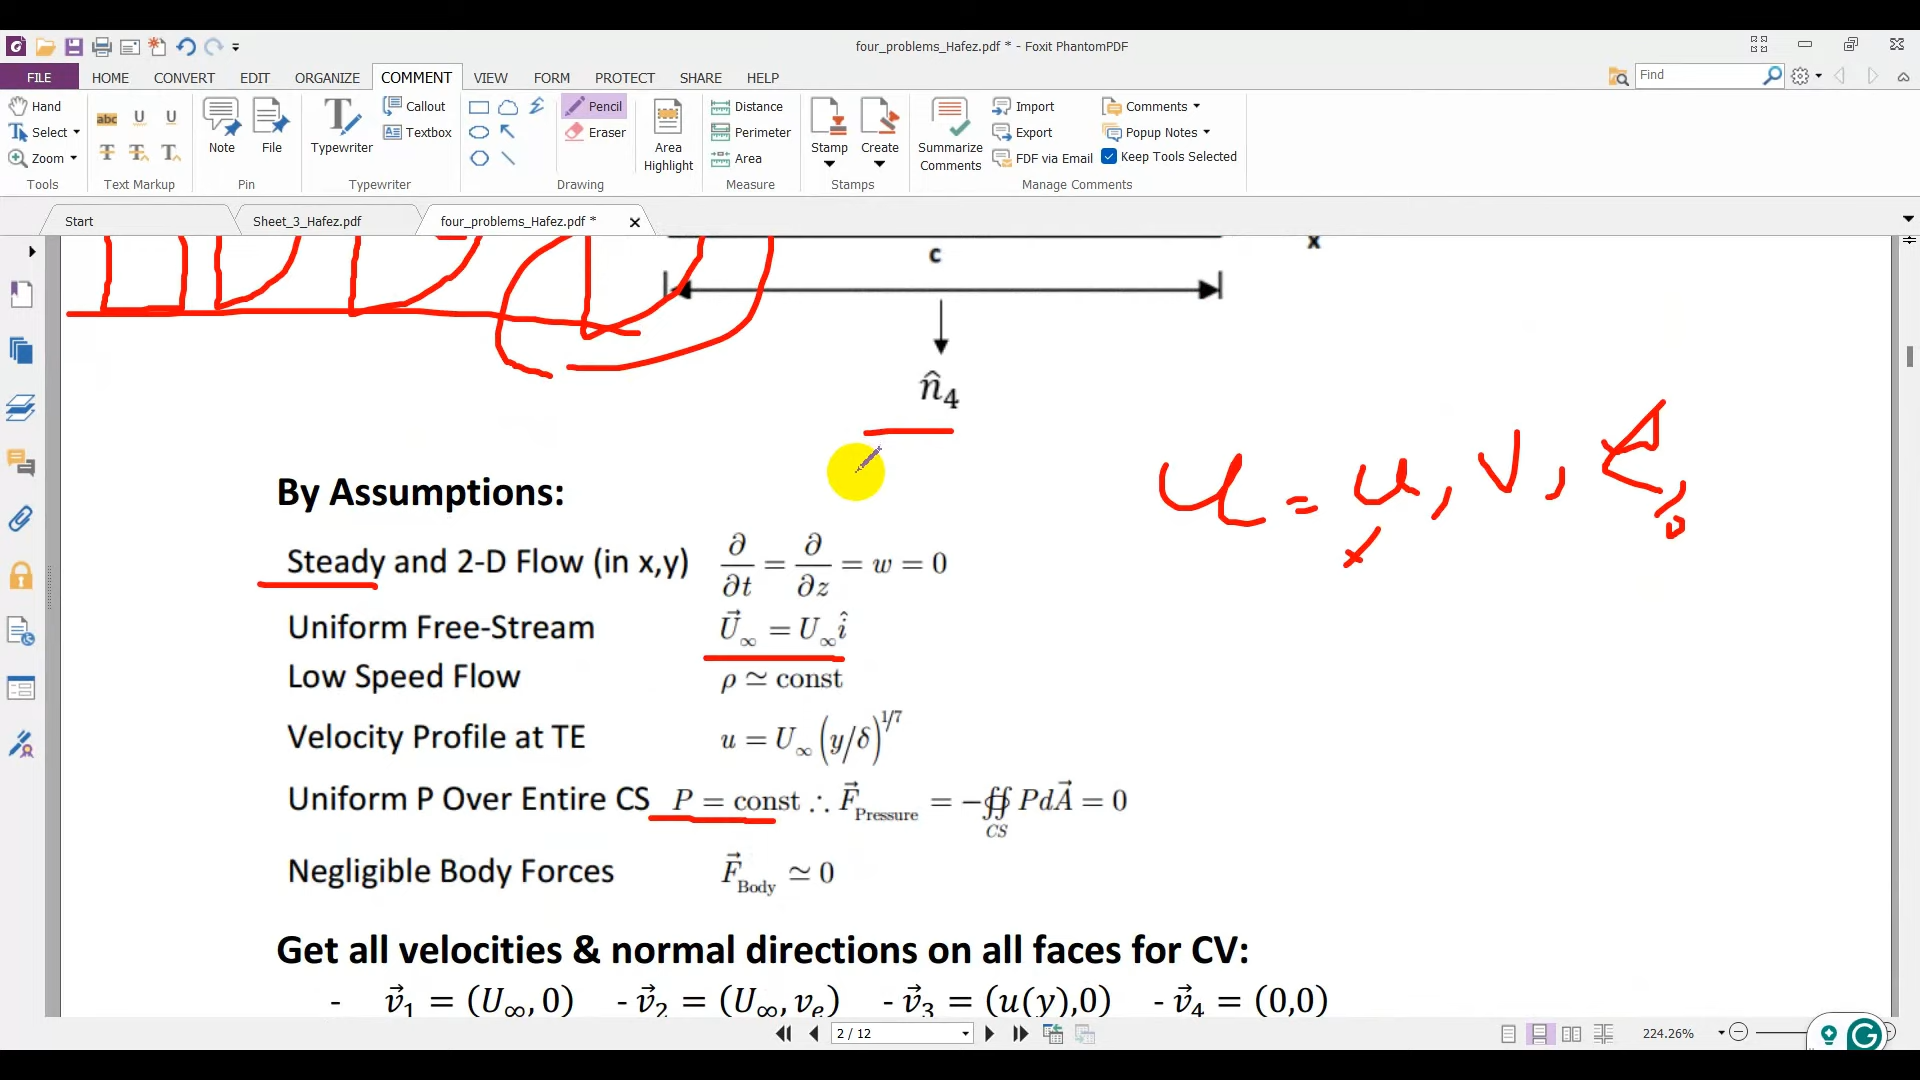 four_problems_Hafez.pdf * - Foxit PhantomPDF
FILE HOME CONVERT EDIT ORGANIZE COMMENT VIEW FORM PROTECT SHARE HELP Find
Hand
Select
Zoom
Tools
abc U U
T T T
Text Markup
Note File
Pin
Typewriter
Typewriter
Callout
Textbox
Pencil
Eraser
Drawing
Area Highlight
Distance
Perimeter
Area
Measure
Stamp Create
Stamps
Summarize Comments
Import
Export
FDF via Email
Comments
Popup Notes
Keep Tools Selected
Manage Comments
Start Sheet_3_Hafez.pdf four_problems_Hafez.pdf *
c x
n̂₄
U = u, v,
By Assumptions:
Steady and 2-D Flow (in x,y) ∂/∂t = ∂/∂z = w = 0
Uniform Free-Stream U⃗∞ = U∞ î
Low Speed Flow ρ ≃ const
Velocity Profile at TE u = U∞ (y/δ)^1/7
Uniform P Over Entire CS P = const ∴ F⃗Pressure = −∯CS PdA⃗ = 0
Negligible Body Forces F⃗Body ≃ 0
Get all velocities & normal directions on all faces for CV:
- v⃗₁ = (U∞, 0) - v⃗₂ = (U∞, vₑ) - v⃗₃ = (u(y),0) - v⃗₄ = (0,0)
2 / 12 224.26%